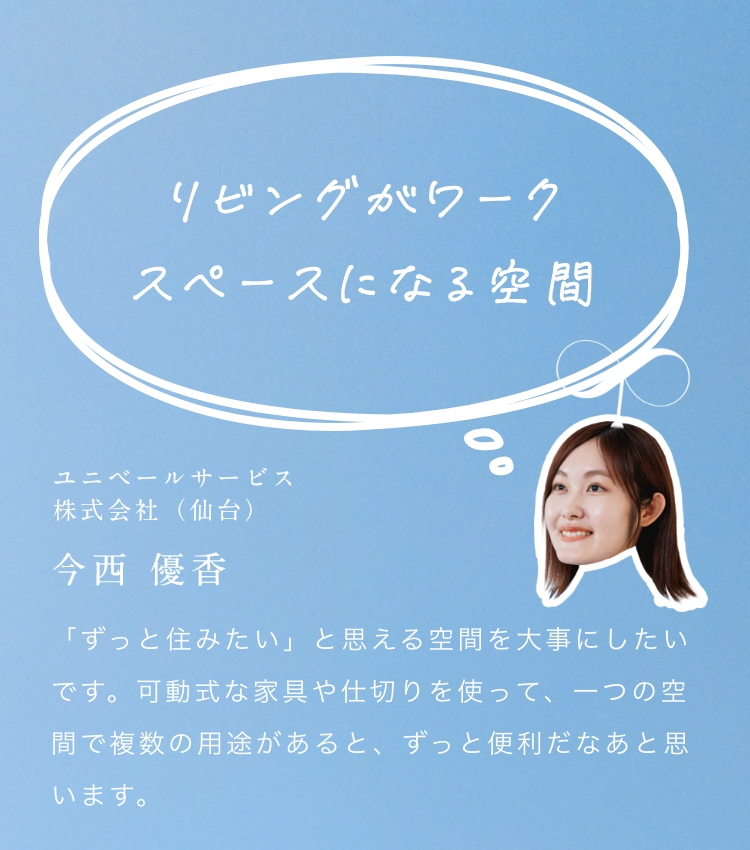 リビングがワーク
スペースになる空間
ユニベールサービス
株式会社（仙台）
今西 優香
「ずっと住みたい」と思える空間を大事にしたい
です。可動式な家具や仕切りを使って、一つの空
間で複数の用途があると、ずっと便利だなあと思
います。